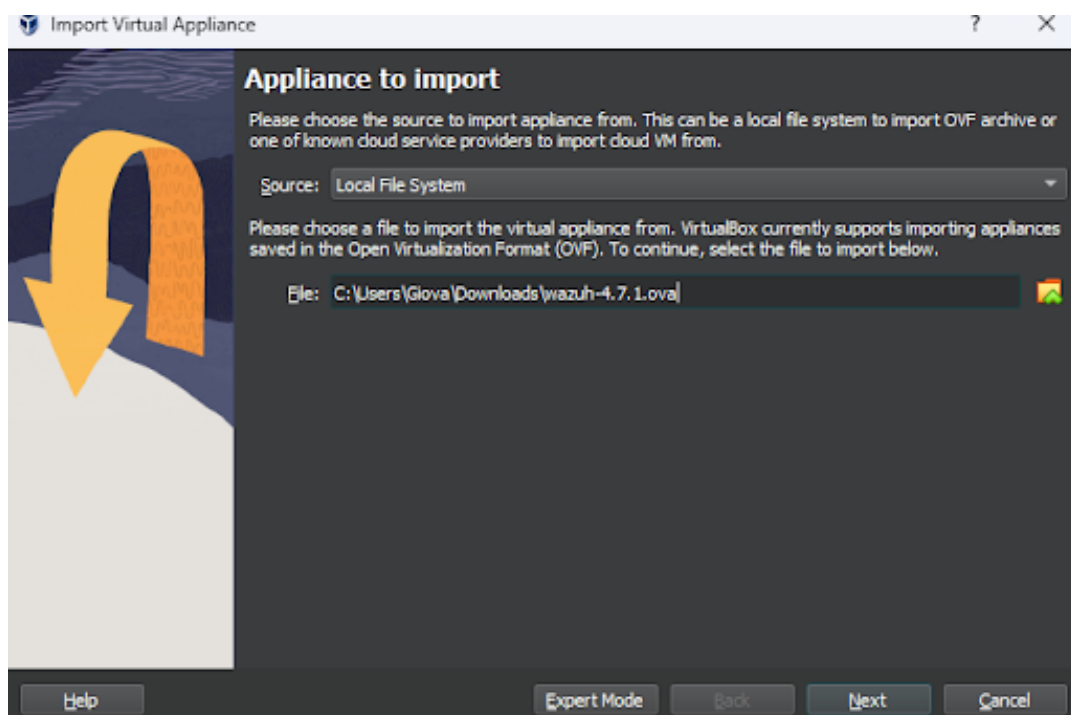 Import Virtual Appliance
Appliance to import
Please choose the source to import appliance from. This can be a local file system to import OVF archive or
one of known cloud service providers to import cloud VM from.
Source: Local File System
Please choose a file to import the virtual appliance from. VirtualBox currently supports importing appliances
saved in the Open Virtualization Format (OVF). To continue, select the file to import below.
File: C:\Users\Giova\Downloads\wazuh-4.7.1.ova
Help Expert Mode Back Next Cancel